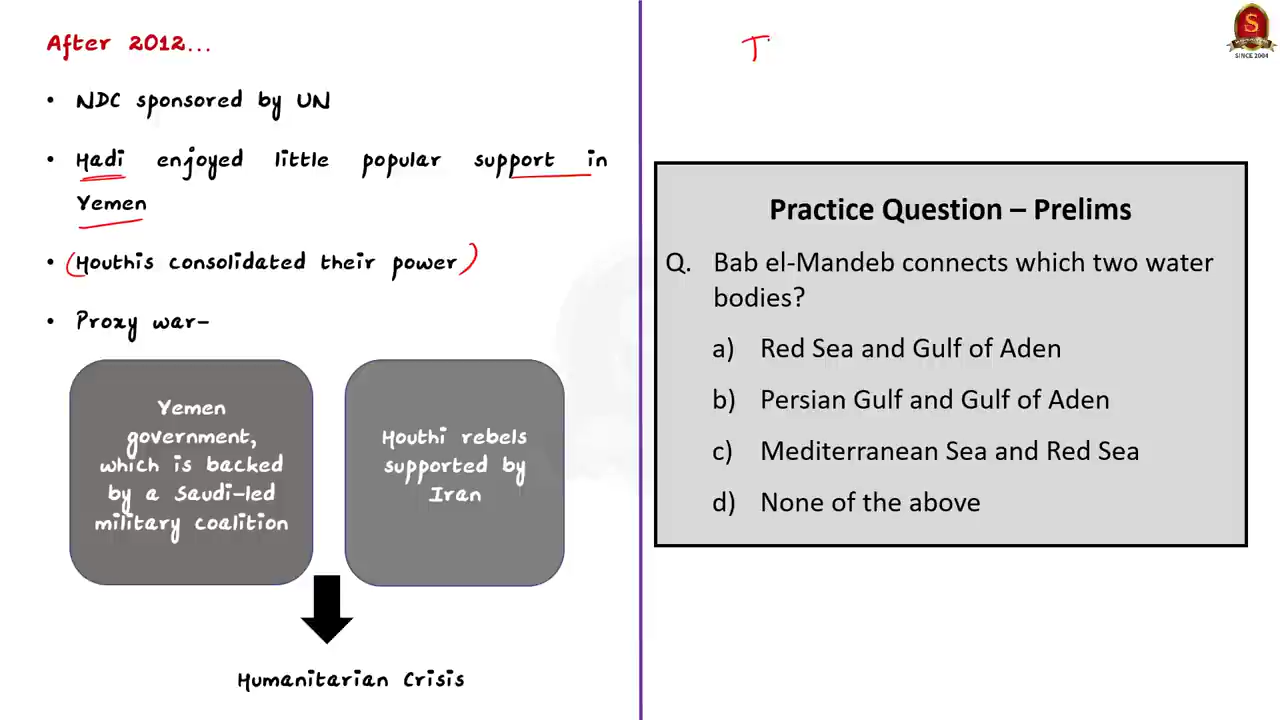 After 2012...
• NDC sponsored by UN
• Hadi enjoyed little popular support in
Yemen
• (Houthis consolidated their power)
• Proxy war-
Yemen
government,
which is backed
by a Saudi-led
military coalition
Houthi rebels
supported by
Iran
Humanitarian Crisis
T
S
SINCE 2004
Practice Question – Prelims
Q. Bab el-Mandeb connects which two water
bodies?
a) Red Sea and Gulf of Aden
b) Persian Gulf and Gulf of Aden
c) Mediterranean Sea and Red Sea
d) None of the above